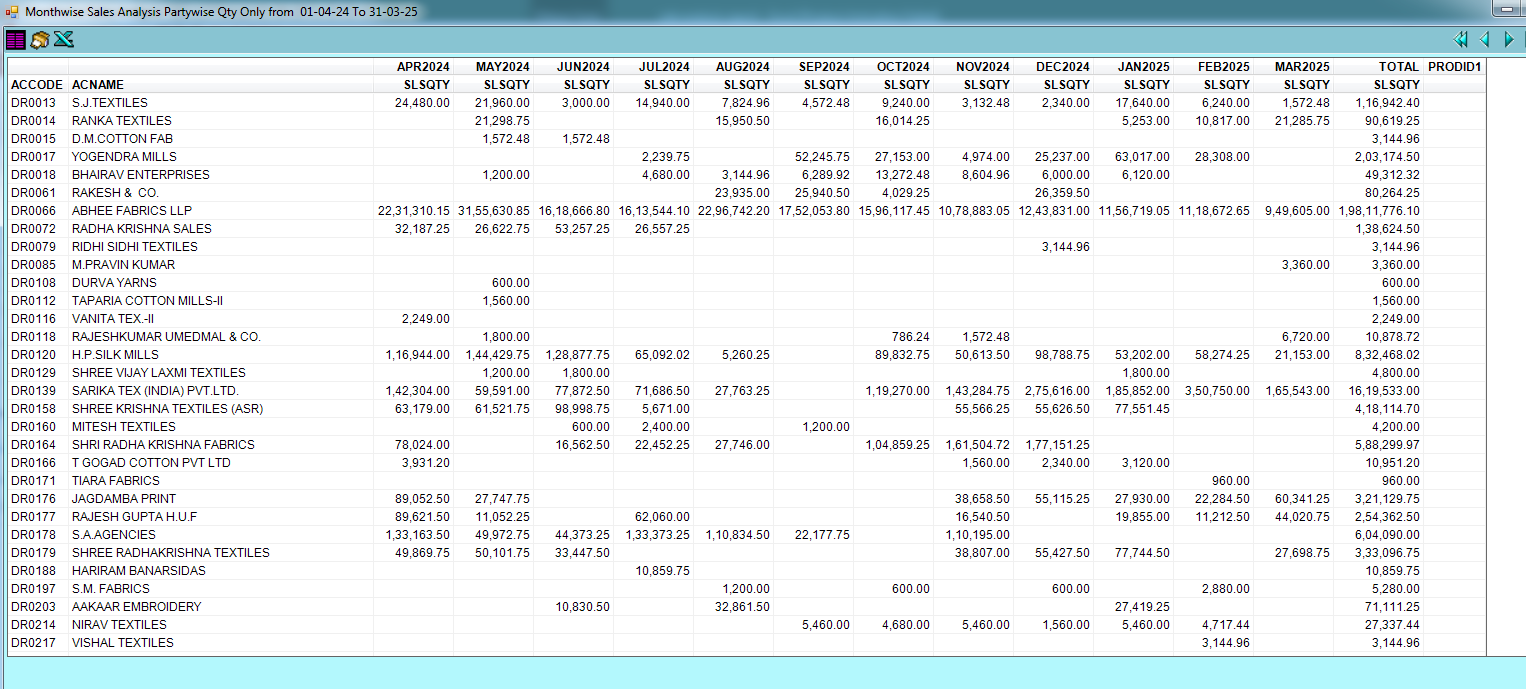 Monthwise Sales Analysis Partywise Qty Only from 01-04-24 To 31-03-25
APR2024 MAY2024 JUN2024 JUL2024 AUG2024 SEP2024 OCT2024 NOV2024 DEC2024 JAN2025 FEB2025 MAR2025 TOTAL PRODID1
ACCODE ACNAME SLSQTY SLSQTY SLSQTY SLSQTY SLSQTY SLSQTY SLSQTY SLSQTY SLSQTY SLSQTY SLSQTY SLSQTY SLSQTY
DR0013 S.J.TEXTILES 24,480.00 21,960.00 3,000.00 14,940.00 7,824.96 4,572.48 9,240.00 3,132.48 2,340.00 17,640.00 6,240.00 1,572.48 1,16,942.40
DR0014 RANKA TEXTILES 21,298.75 15,950.50 16,014.25 5,253.00 10,817.00 21,285.75 90,619.25
DR0015 D.M.COTTON FAB 1,572.48 1,572.48 3,144.96
DR0017 YOGENDRA MILLS 2,239.75 52,245.75 27,153.00 4,974.00 25,237.00 63,017.00 28,308.00 2,03,174.50
DR0018 BHAIRAV ENTERPRISES 1,200.00 4,680.00 3,144.96 6,289.92 13,272.48 8,604.96 6,000.00 6,120.00 49,312.32
DR0061 RAKESH & CO. 23,935.00 25,940.50 4,029.25 26,359.50 80,264.25
DR0066 ABHEE FABRICS LLP 22,31,310.15 31,55,630.85 16,18,666.80 16,13,544.10 22,96,742.20 17,52,053.80 15,96,117.45 10,78,883.05 12,43,831.00 11,56,719.05 11,18,672.65 9,49,605.00 1,98,11,776.10
DR0072 RADHA KRISHNA SALES 32,187.25 26,622.75 53,257.25 26,557.25 1,38,624.50
DR0079 RIDHI SIDHI TEXTILES 3,144.96 3,144.96
DR0085 M.PRAVIN KUMAR 3,360.00 3,360.00
DR0108 DURVA YARNS 600.00 600.00
DR0112 TAPARIA COTTON MILLS-II 1,560.00 1,560.00
DR0116 VANITA TEX.-II 2,249.00 2,249.00
DR0118 RAJESHKUMAR UMEDMAL & CO. 1,800.00 786.24 1,572.48 6,720.00 10,878.72
DR0120 H.P.SILK MILLS 1,16,944.00 1,44,429.75 1,28,877.75 65,092.02 5,260.25 89,832.75 50,613.50 98,788.75 53,202.00 58,274.25 21,153.00 8,32,468.02
DR0129 SHREE VIJAY LAXMI TEXTILES 1,200.00 1,800.00 1,800.00 4,800.00
DR0139 SARIKA TEX (INDIA) PVT.LTD. 1,42,304.00 59,591.00 77,872.50 71,686.50 27,763.25 1,19,270.00 1,43,284.75 2,75,616.00 1,85,852.00 3,50,750.00 1,65,543.00 16,19,533.00
DR0158 SHREE KRISHNA TEXTILES (ASR) 63,179.00 61,521.75 98,998.75 5,671.00 55,566.25 55,626.50 77,551.45 4,18,114.70
DR0160 MITESH TEXTILES 600.00 2,400.00 1,200.00 4,200.00
DR0164 SHRI RADHA KRISHNA FABRICS 78,024.00 16,562.50 22,452.25 27,746.00 1,04,859.25 1,61,504.72 1,77,151.25 5,88,299.97
DR0166 T GOGAD COTTON PVT LTD 3,931.20 1,560.00 2,340.00 3,120.00 10,951.20
DR0171 TIARA FABRICS 960.00 960.00
DR0176 JAGDAMBA PRINT 89,052.50 27,747.75 38,658.50 55,115.25 27,930.00 22,284.50 60,341.25 3,21,129.75
DR0177 RAJESH GUPTA H.U.F 89,621.50 11,052.25 62,060.00 16,540.50 19,855.00 11,212.50 44,020.75 2,54,362.50
DR0178 S.A.AGENCIES 1,33,163.50 49,972.75 44,373.25 1,33,373.25 1,10,834.50 22,177.75 1,10,195.00 6,04,090.00
DR0179 SHREE RADHAKRISHNA TEXTILES 49,869.75 50,101.75 33,447.50 38,807.00 55,427.50 77,744.50 27,698.75 3,33,096.75
DR0188 HARIRAM BANARSIDAS 10,859.75 10,859.75
DR0197 S.M. FABRICS 1,200.00 600.00 600.00 2,880.00 5,280.00
DR0203 AAKAAR EMBROIDERY 10,830.50 32,861.50 27,419.25 71,111.25
DR0214 NIRAV TEXTILES 5,460.00 4,680.00 5,460.00 1,560.00 5,460.00 4,717.44 27,337.44
DR0217 VISHAL TEXTILES 3,144.96 3,144.96